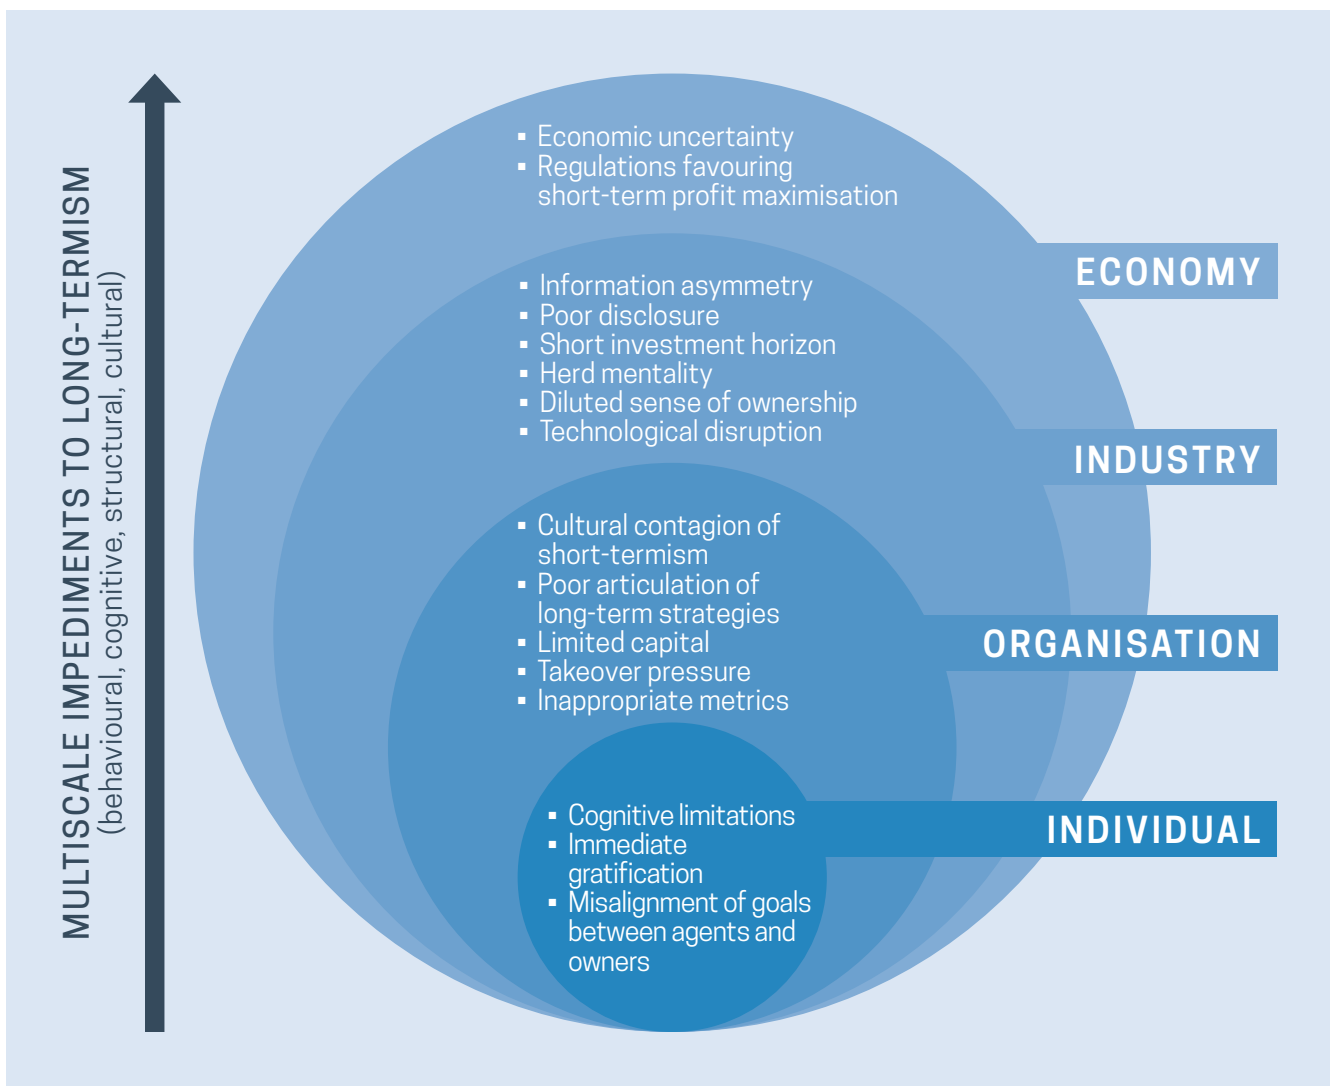 MULTISCALE IMPEDIMENTS TO LONG-TERMISM
(behavioural, cognitive, structural, cultural)
▪ Economic uncertainty
▪ Regulations favouring
short-term profit maximisation
ECONOMY
▪ Information asymmetry
▪ Poor disclosure
▪ Short investment horizon
▪ Herd mentality
▪ Diluted sense of ownership
▪ Technological disruption
INDUSTRY
▪ Cultural contagion of
short-termism
▪ Poor articulation of
long-term strategies
▪ Limited capital
▪ Takeover pressure
▪ Inappropriate metrics
ORGANISATION
▪ Cognitive limitations
▪ Immediate
gratification
▪ Misalignment of goals
between agents and
owners
INDIVIDUAL